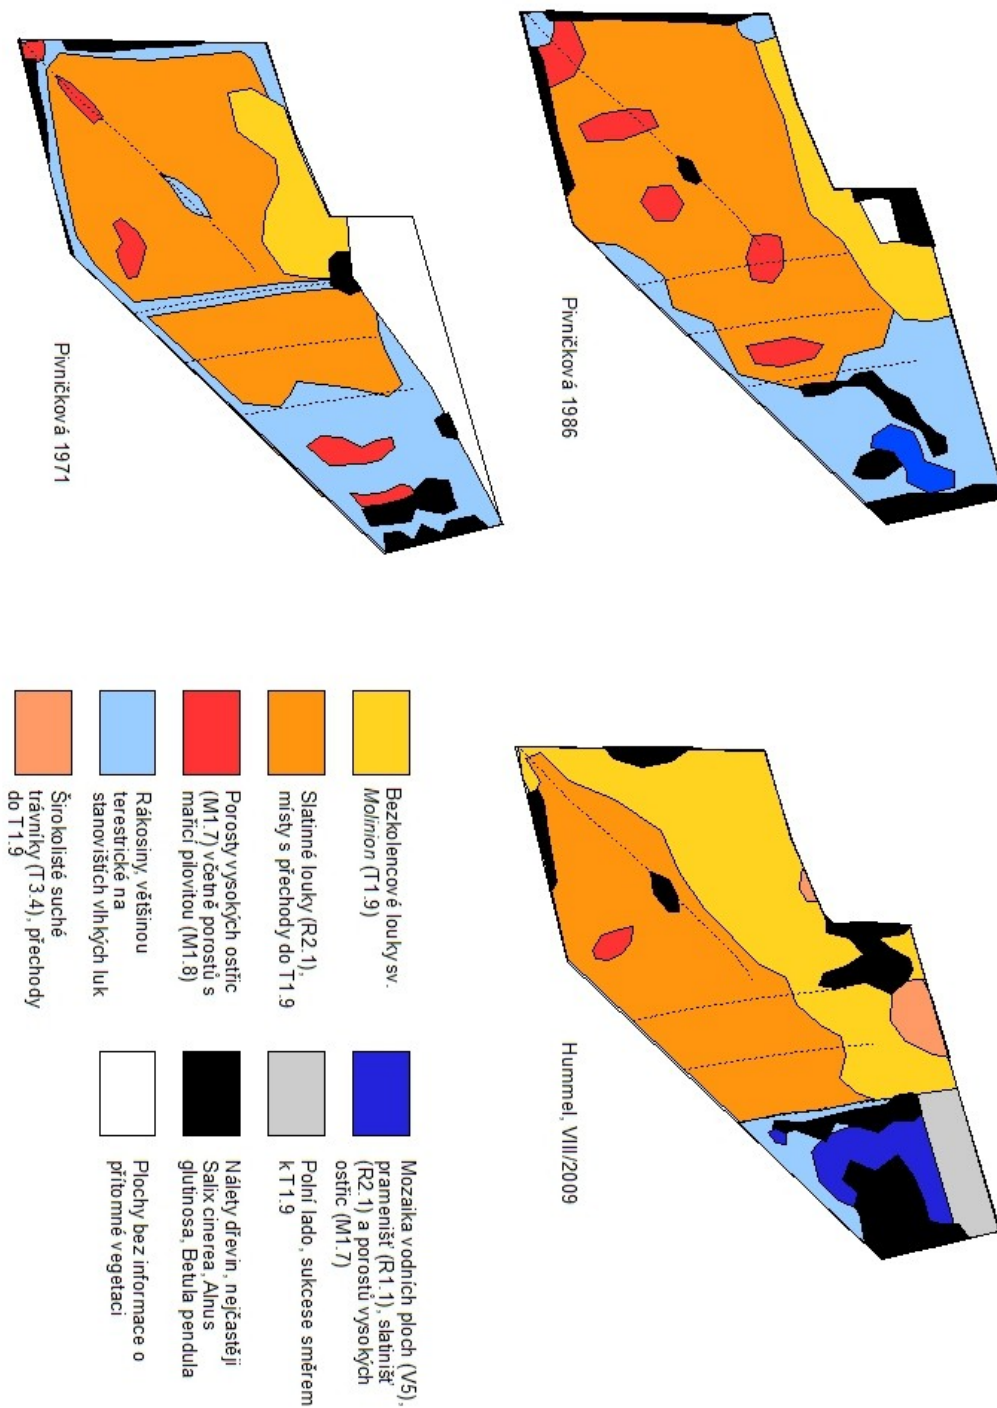 Pivničková 1971
Pivničková 1986
Hummel, VIII/2009
Bezkolencové louky sv.
Molinion (T1.9)
Slatinné louky (R2.1),
místy s přechody do T1.9
Porosty vysokých ostřic
(M1.7) včetně porostů s
mařicí pilovitou (M1.8)
Rákosiny, většinou
terestrické na
stanovištích vlhkých luk
Širokolisté suché
trávníky (T3.4), přechody
do T1.9
Mozaika vodních ploch (V5),
pramenišť (R1.1), slatinišť
(R2.1) a porostů vysokých
ostřic (M1.7)
Polní lado, sukcese směrem
k T1.9
Nálety dřevin, nejčastěji
Salix cinerea, Alnus
glutinosa, Betula pendula
Plochy bez informace o
přítomné vegetaci